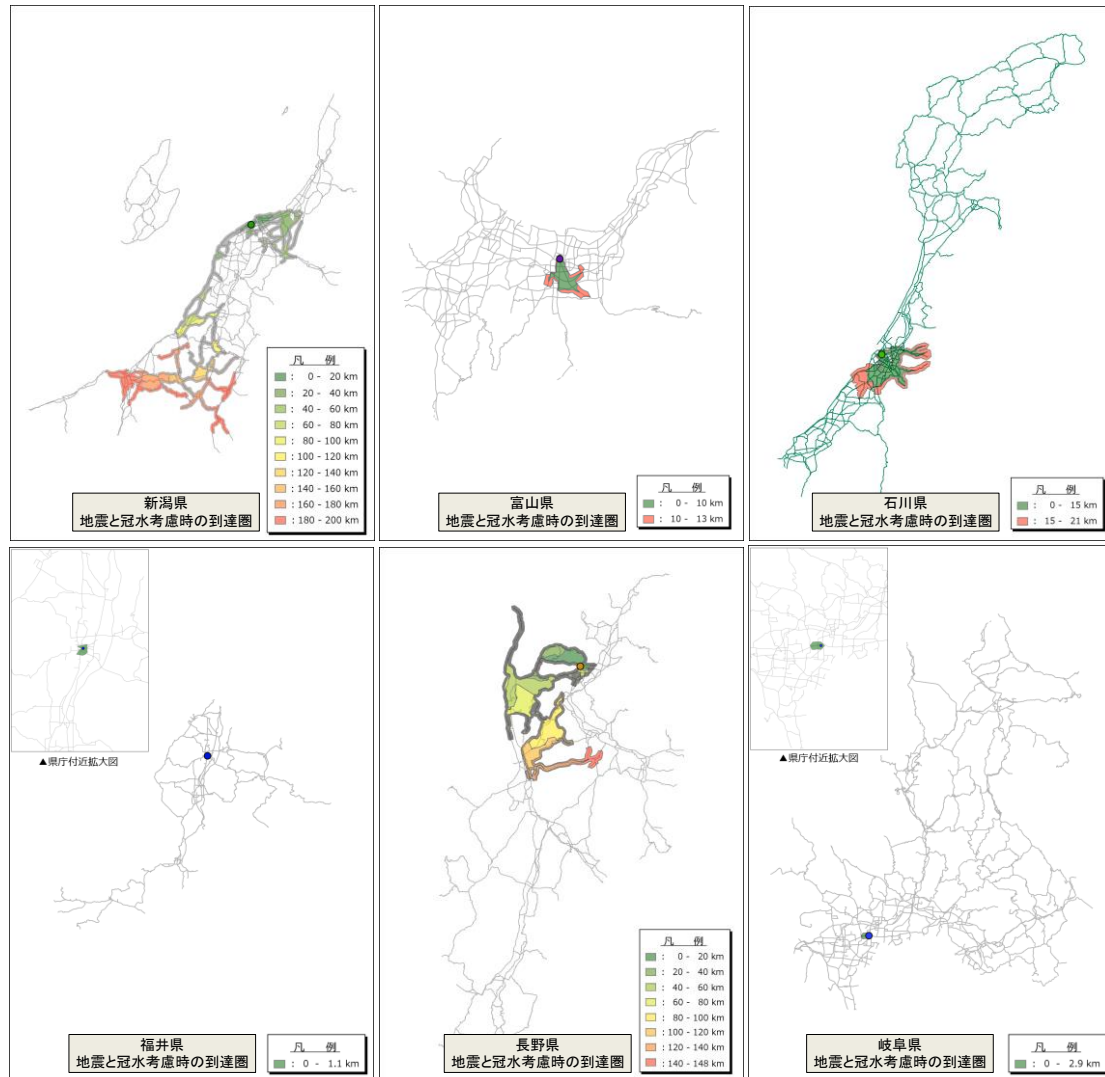 凡 例
: 0 - 20 km
: 20 - 40 km
: 40 - 60 km
: 60 - 80 km
: 80 - 100 km
: 100 - 120 km
: 120 - 140 km
: 140 - 160 km
: 160 - 180 km
: 180 - 200 km
新潟県
地震と冠水考慮時の到達圏
凡 例
: 0 - 10 km
: 10 - 13 km
富山県
地震と冠水考慮時の到達圏
凡 例
: 0 - 15 km
: 15 - 21 km
石川県
地震と冠水考慮時の到達圏
▲県庁付近拡大図
福井県
地震と冠水考慮時の到達圏
凡 例
: 0 - 1.1 km
凡 例
: 0 - 20 km
: 20 - 40 km
: 40 - 60 km
: 60 - 80 km
: 80 - 100 km
: 100 - 120 km
: 120 - 140 km
: 140 - 148 km
長野県
地震と冠水考慮時の到達圏
▲県庁付近拡大図
岐阜県
地震と冠水考慮時の到達圏
凡 例
: 0 - 2.9 km